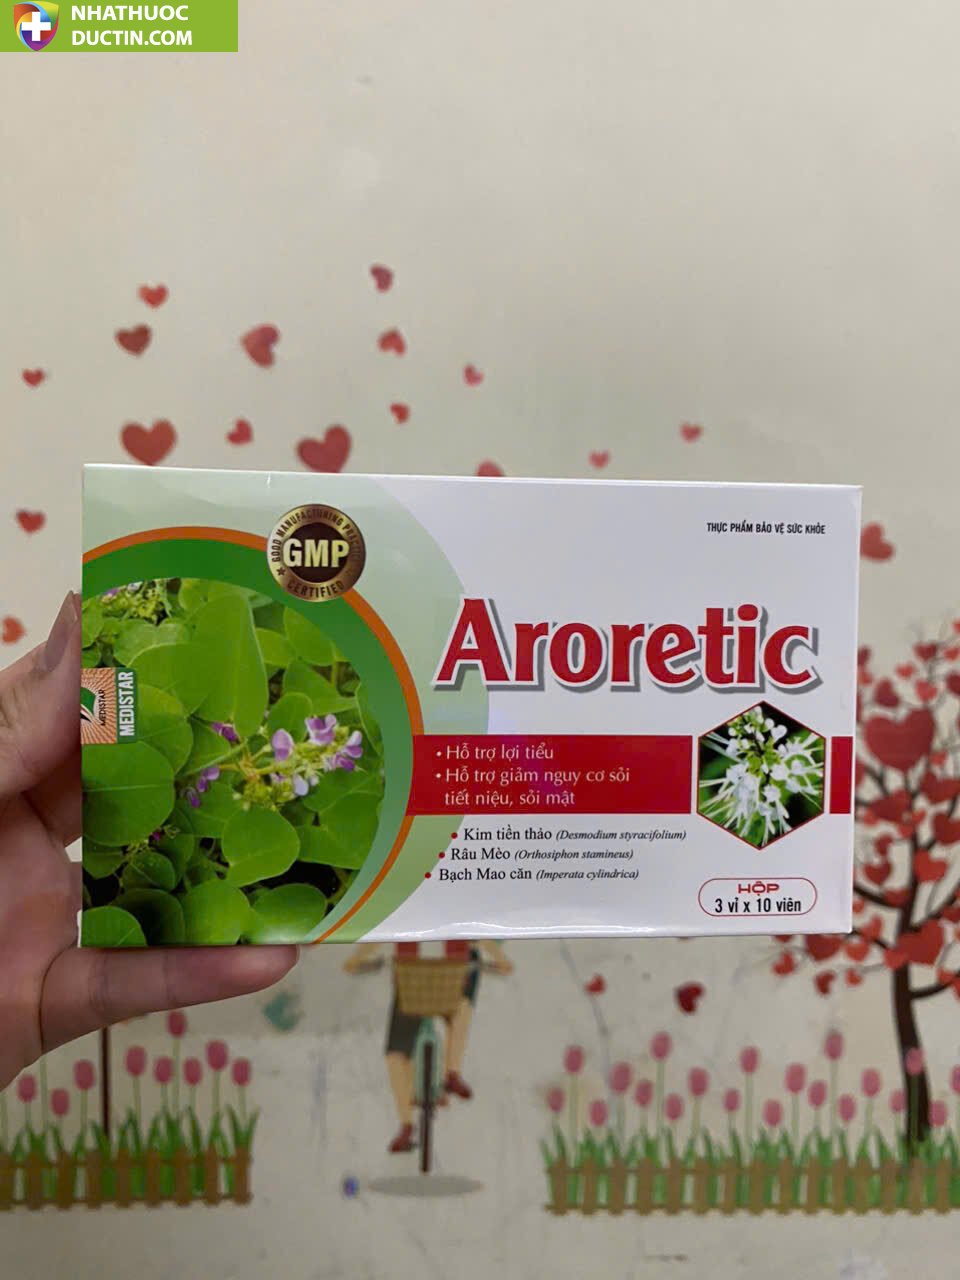 NHATHUOC
DUCTIN.COM
THỰC PHẨM BẢO VỆ SỨC KHỎE
GOOD MANUFACTURING
GMP
CERTIFIED
Aroretic
MEDISTAR
MEDISTAR
• Hỗ trợ lợi tiểu
• Hỗ trợ giảm nguy cơ sỏi
tiết niệu, sỏi mật
• Kim tiền thảo (Desmodium styracifolium)
• Râu Mèo (Orthosiphon stamineus)
• Bạch Mao căn (Imperata cylindrica)
HỘP
3 vỉ x 10 viên